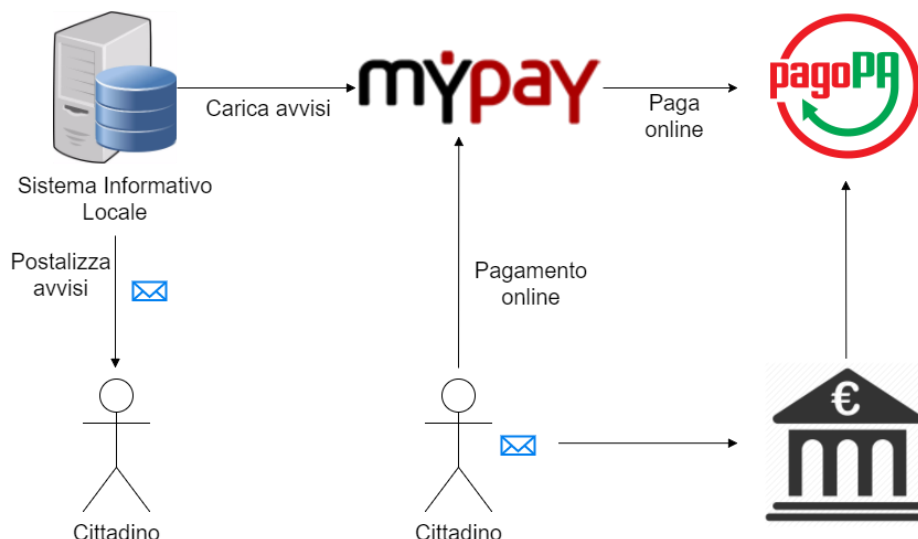 mypay
pagoPA
Carica avvisi
Paga
online
Sistema Informativo
Locale
Postalizza
avvisi
Pagamento
online
€
Cittadino
Cittadino